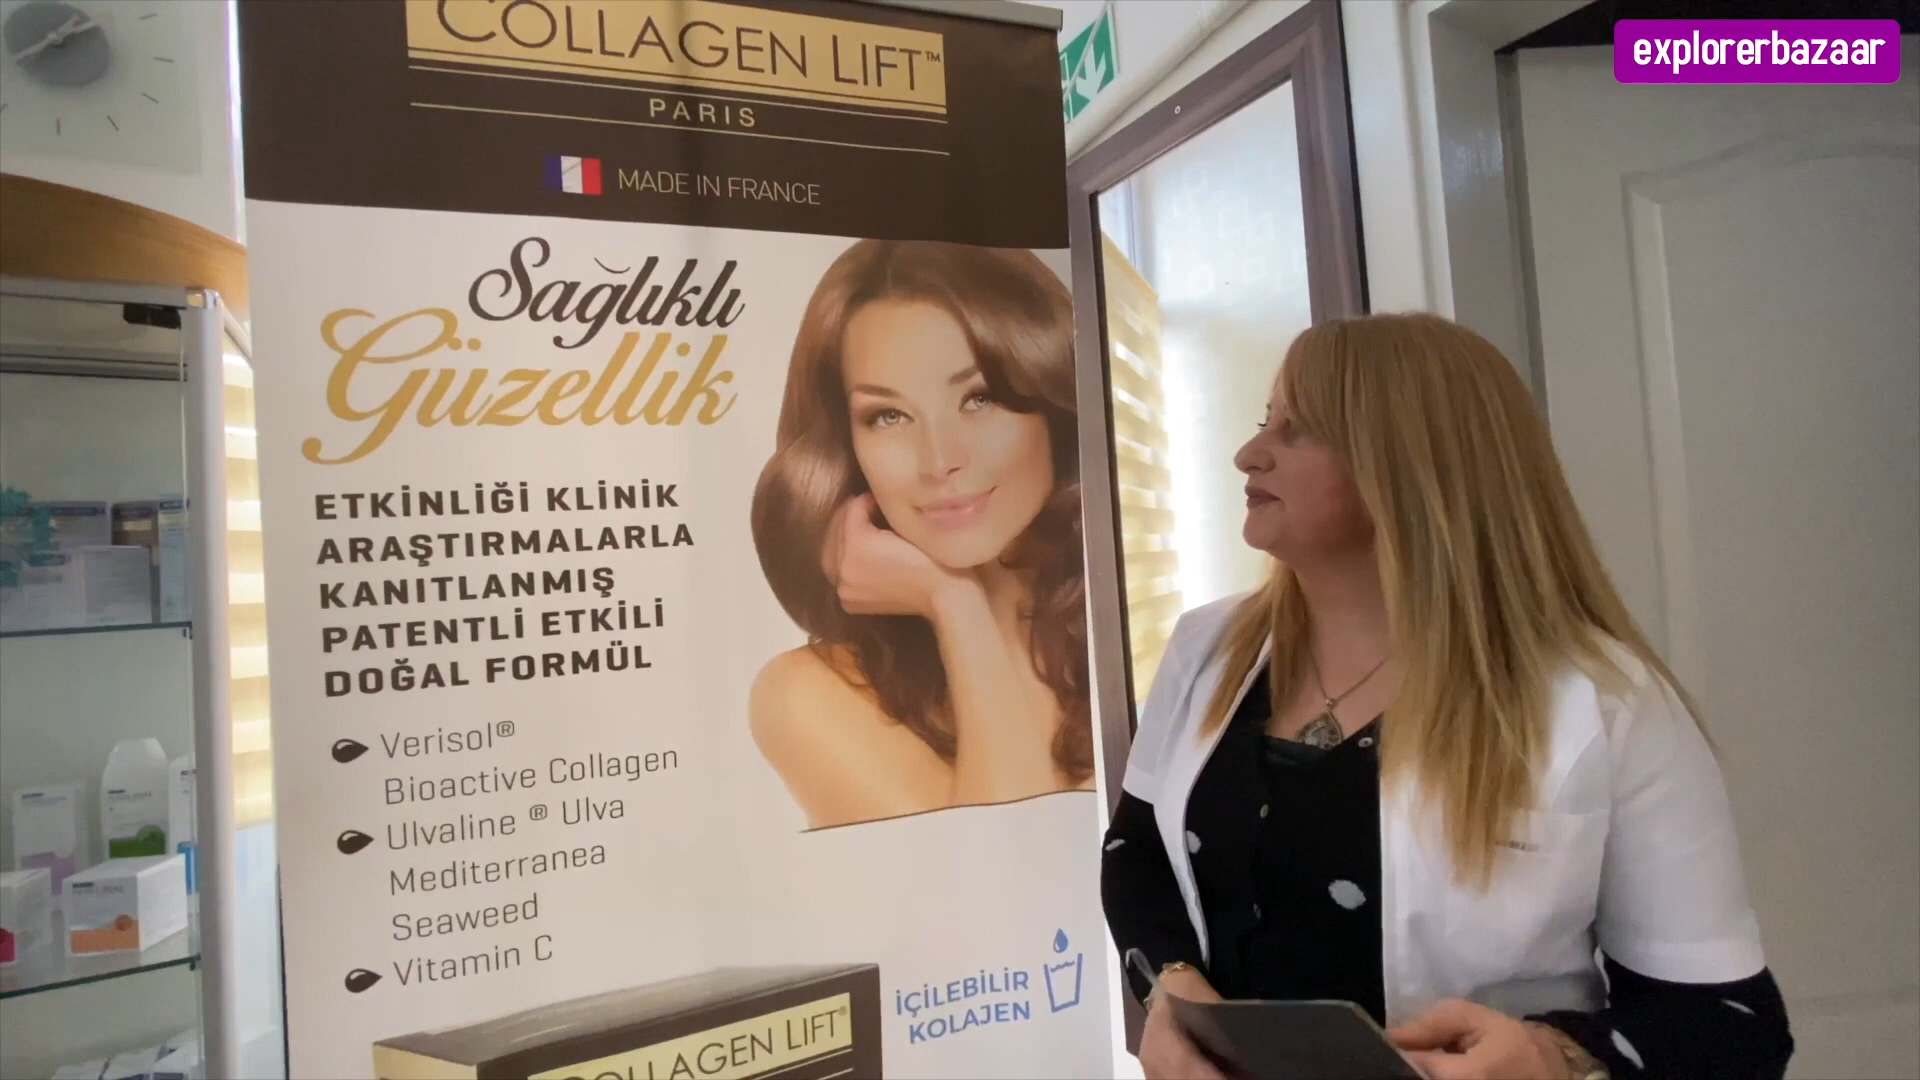 explorerbazaar
COLLAGEN LIFT™
PARIS
MADE IN FRANCE
Sağlıklı
Güzellik
ETKİNLİĞİ KLİNİK
ARAŞTIRMALARLA
KANITLANMIŞ
PATENTLİ ETKİLİ
DOĞAL FORMÜL
Verisol®
Bioactive Collagen
Ulvaline ® Ulva
Mediterranea
Seaweed
Vitamin C
İÇİLEBİLİR
KOLAJEN
COLLAGEN LIFT®